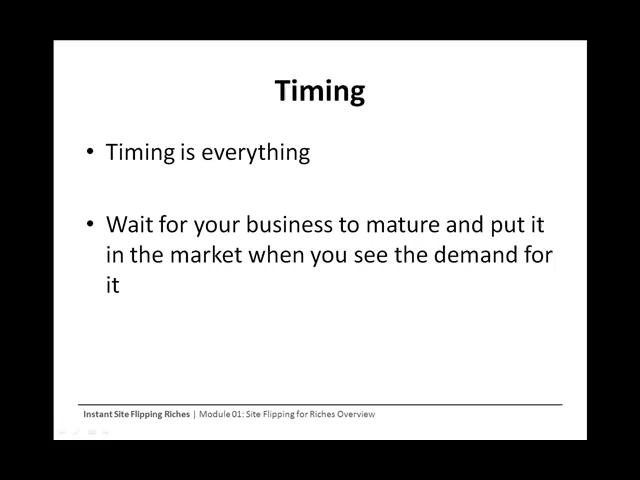 Timing
• Timing is everything
• Wait for your business to mature and put it
in the market when you see the demand for
it
Instant Site Flipping Riches | Module 01: Site Flipping for Riches Overview